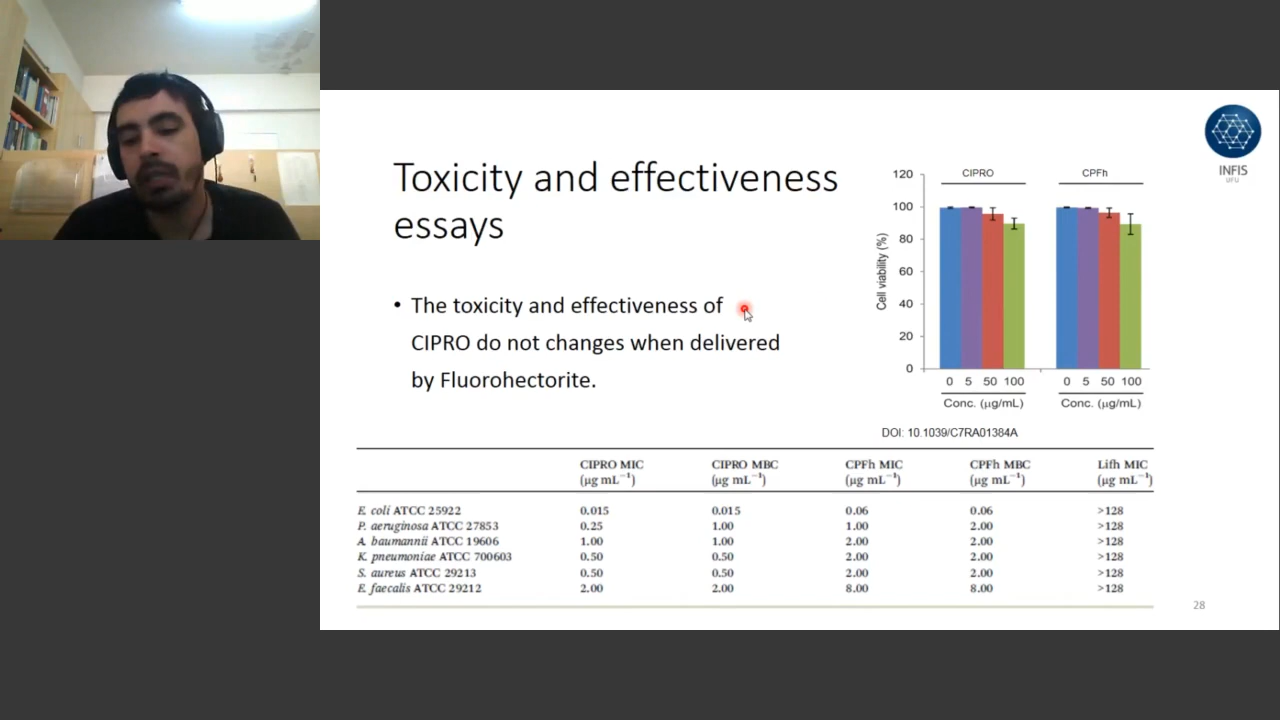 INFIS
UFU
Toxicity and effectiveness
essays
• The toxicity and effectiveness of
CIPRO do not changes when delivered
by Fluorohectorite.
CIPRO CPFh
Cell viability (%)
120
100
80
60
40
20
0
0 5 50 100 0 5 50 100
Conc. (µg/mL) Conc. (µg/mL)
DOI: 10.1039/C7RA01384A
CIPRO MIC CIPRO MBC CPFh MIC CPFh MBC Lifh MIC
(µg mL⁻¹) (µg mL⁻¹) (µg mL⁻¹) (µg mL⁻¹) (µg mL⁻¹)
E. coli ATCC 25922 0.015 0.015 0.06 0.06 >128
P. aeruginosa ATCC 27853 0.25 1.00 1.00 2.00 >128
A. baumannii ATCC 19606 1.00 1.00 2.00 2.00 >128
K. pneumoniae ATCC 700603 0.50 0.50 2.00 2.00 >128
S. aureus ATCC 29213 0.50 0.50 2.00 2.00 >128
E. faecalis ATCC 29212 2.00 2.00 8.00 8.00 >128
28